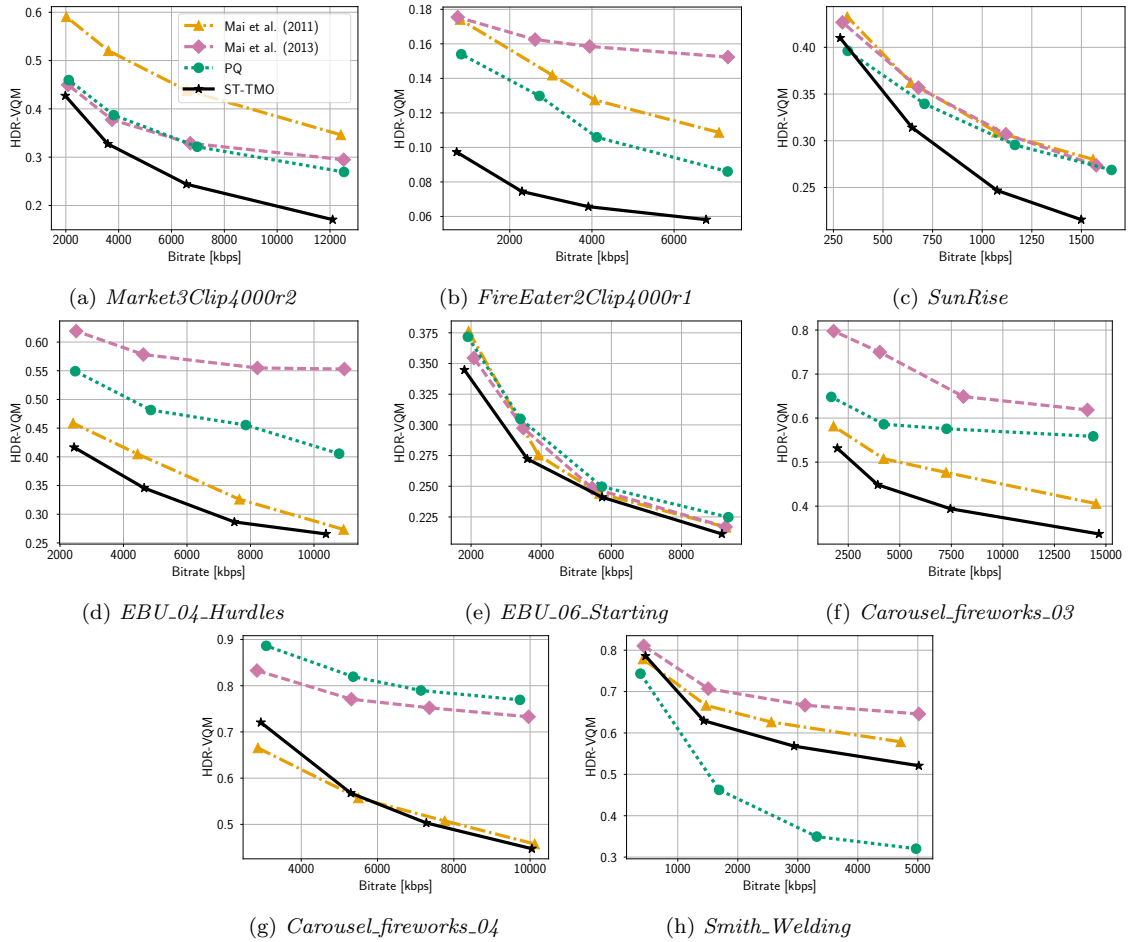 0.6
0.5
0.4
0.3
0.2
HDR-VQM
2000 4000 6000 8000 10000 12000
Bitrate [kbps]
Mai et al. (2011)
Mai et al. (2013)
PQ
ST-TMO
(a) Market3Clip4000r2
0.18
0.16
0.14
0.12
0.10
0.08
0.06
HDR-VQM
2000 4000 6000
Bitrate [kbps]
(b) FireEater2Clip4000r1
0.40
0.35
0.30
0.25
HDR-VQM
250 500 750 1000 1250 1500
Bitrate [kbps]
(c) SunRise
0.60
0.55
0.50
0.45
0.40
0.35
0.30
0.25
HDR-VQM
2000 4000 6000 8000 10000
Bitrate [kbps]
(d) EBU_04_Hurdles
0.375
0.350
0.325
0.300
0.275
0.250
0.225
HDR-VQM
2000 4000 6000 8000
Bitrate [kbps]
(e) EBU_06_Starting
0.8
0.7
0.6
0.5
0.4
HDR-VQM
2500 5000 7500 10000 12500 15000
Bitrate [kbps]
(f) Carousel_fireworks_03
0.9
0.8
0.7
0.6
0.5
HDR-VQM
4000 6000 8000 10000
Bitrate [kbps]
(g) Carousel_fireworks_04
0.8
0.7
0.6
0.5
0.4
0.3
HDR-VQM
1000 2000 3000 4000 5000
Bitrate [kbps]
(h) Smith_Welding